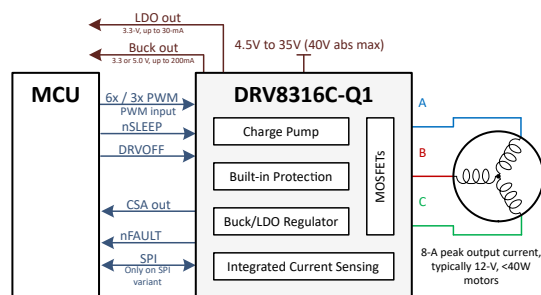 LDO out
3.3-V, up to 30-mA
Buck out
3.3 or 5.0 V, up to 200mA
4.5V to 35V (40V abs max)
MCU
DRV8316C-Q1
6x / 3x PWM
PWM input
nSLEEP
DRVOFF
CSA out
nFAULT
SPI
Only on SPI
variant
Charge Pump
Built-in Protection
Buck/LDO Regulator
Integrated Current Sensing
MOSFETs
A
B
C
8-A peak output current,
typically 12-V, <40W
motors